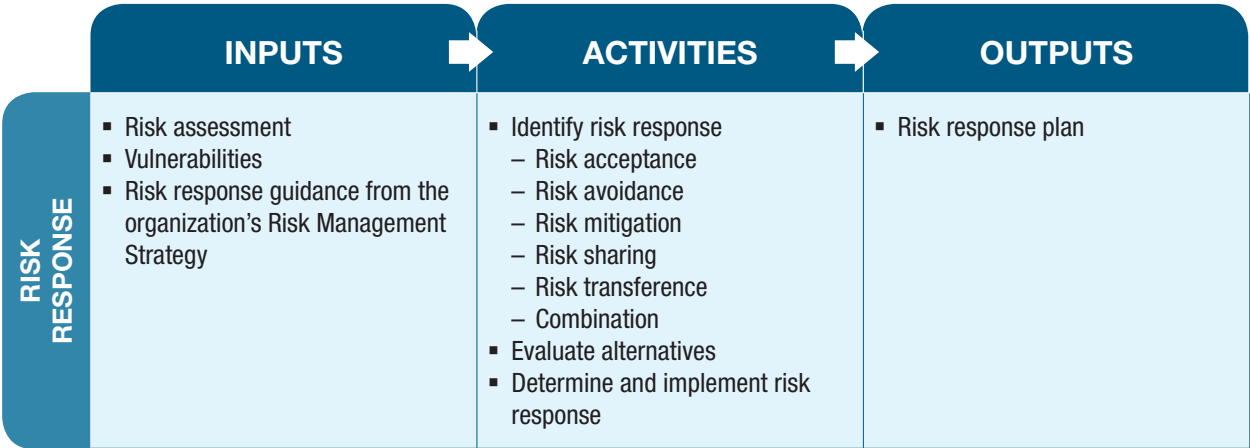 INPUTS
ACTIVITIES
OUTPUTS
RISK
RESPONSE
▪ Risk assessment
▪ Vulnerabilities
▪ Risk response guidance from the
organization’s Risk Management
Strategy
▪ Identify risk response
– Risk acceptance
– Risk avoidance
– Risk mitigation
– Risk sharing
– Risk transference
– Combination
▪ Evaluate alternatives
▪ Determine and implement risk
response
▪ Risk response plan